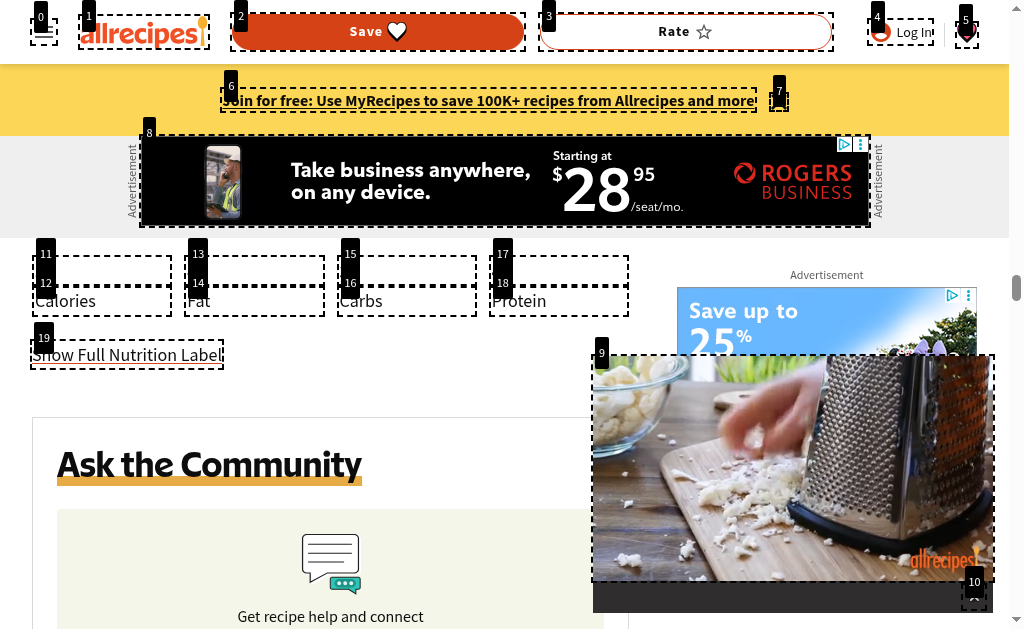 0
1
2
3
4
5
allrecipes
Save
Rate
Log In
6
7
Join for free: Use MyRecipes to save 100K+ recipes from Allrecipes and more
8
Advertisement
Take business anywhere,
on any device.
Starting at
$28.95
/seat/mo.
ROGERS
BUSINESS
Advertisement
11
13
15
17
12
14
16
18
Calories
Fat
Carbs
Protein
19
Show Full Nutrition Label
Advertisement
Save up to
25%
9
allrecipes
10
Ask the Community
Get recipe help and connect